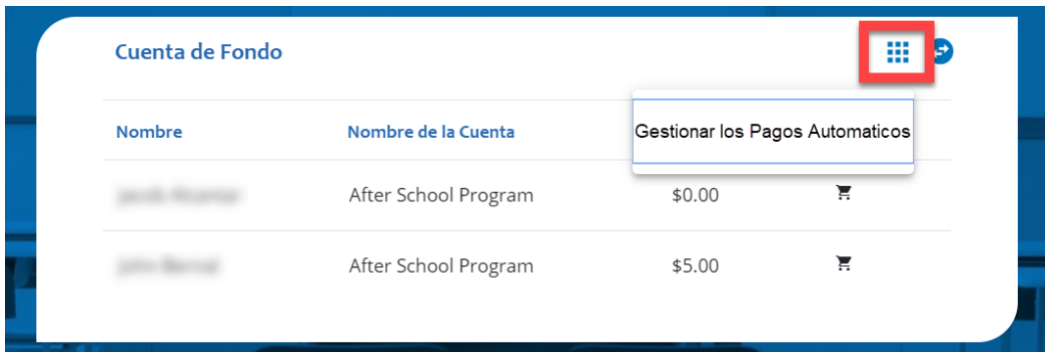 Cuenta de Fondo
Nombre Nombre de la Cuenta Gestionar los Pagos Automaticos
After School Program $0.00
After School Program $5.00